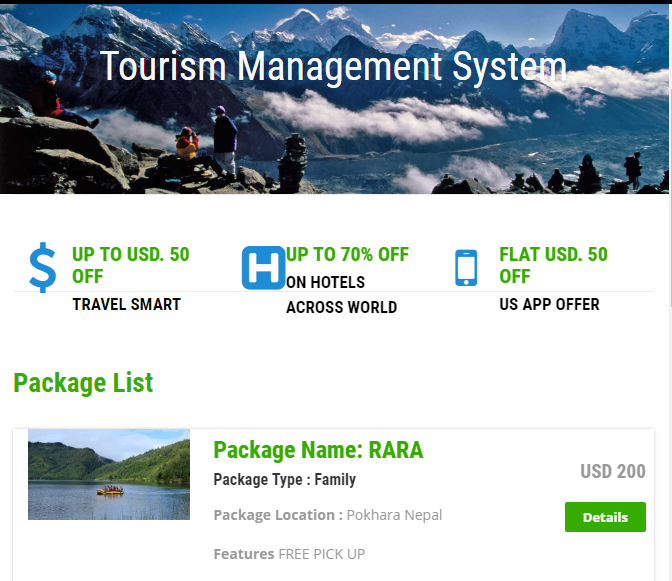 Tourism Management System
UP TO USD. 50
OFF
TRAVEL SMART
H
UP TO 70% OFF
ON HOTELS
ACROSS WORLD
FLAT USD. 50
OFF
US APP OFFER
Package List
Package Name: RARA
Package Type : Family
USD 200
Package Location : Pokhara Nepal
Details
Features FREE PICK UP